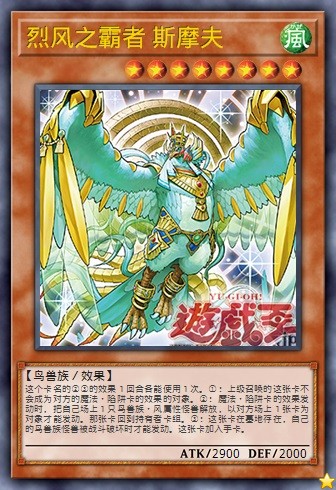 烈风之霸者 斯摩夫
風
YU-GI-OH!
遊戯王
【鸟兽族／效果】
这个卡名的②③的效果１回合各能使用１次。①：上级召唤的这张卡不
会成为对方的魔法·陷阱卡的效果的对象。②：魔法·陷阱卡的效果发
动时，把自己场上１只鸟兽族·风属性怪兽解放，以对方场上１张卡为
对象才能发动。那张卡回到持有者卡组。③：这张卡在墓地存在，自己
的鸟兽族怪兽被战斗破坏时才能发动。这张卡加入手卡。
ATK/2900 DEF/2000